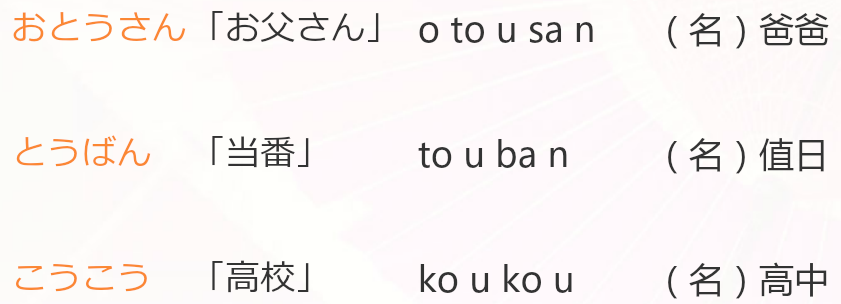 おとうさん「お父さん」 o to u sa n （名）爸爸
とうばん 「当番」 to u ba n （名）值日
こうこう 「高校」 ko u ko u （名）高中